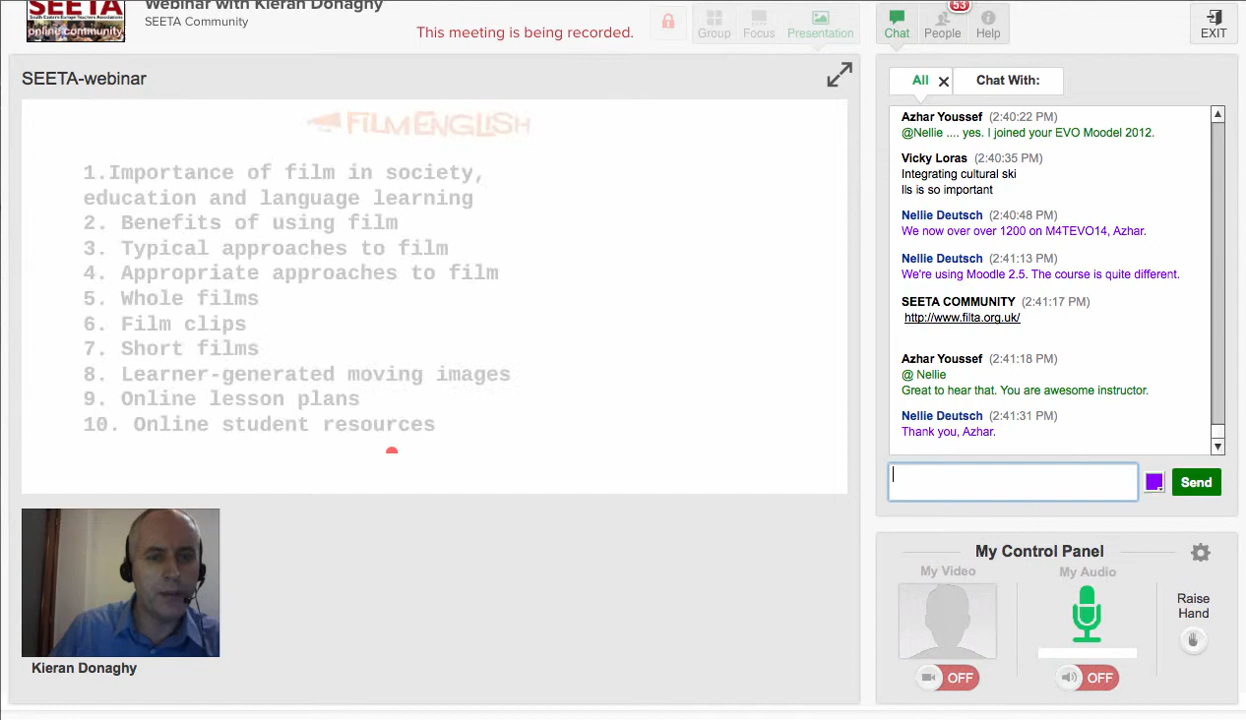 SEETA
South Eastern Europe Teachers Associations
online community
Webinar with Kieran Donaghy
SEETA Community
This meeting is being recorded.
Group
Focus
Presentation
Chat
53
People
Help
EXIT
SEETA-webinar
FILMENGLISH
1.Importance of film in society,
education and language learning
2. Benefits of using film
3. Typical approaches to film
4. Appropriate approaches to film
5. Whole films
6. Film clips
7. Short films
8. Learner-generated moving images
9. Online lesson plans
10. Online student resources
Kieran Donaghy
All
Chat With:
Azhar Youssef (2:40:22 PM)
@Nellie .... yes. I joined your EVO Moodel 2012.
Vicky Loras (2:40:35 PM)
Integrating cultural ski
lls is so important
Nellie Deutsch (2:40:48 PM)
We now over over 1200 on M4TEVO14, Azhar.
Nellie Deutsch (2:41:13 PM)
We're using Moodle 2.5. The course is quite different.
SEETA COMMUNITY (2:41:17 PM)
http://www.filta.org.uk/
Azhar Youssef (2:41:18 PM)
@ Nellie
Great to hear that. You are awesome instructor.
Nellie Deutsch (2:41:31 PM)
Thank you, Azhar.
Send
My Control Panel
My Video
My Audio
Raise
Hand
OFF
OFF